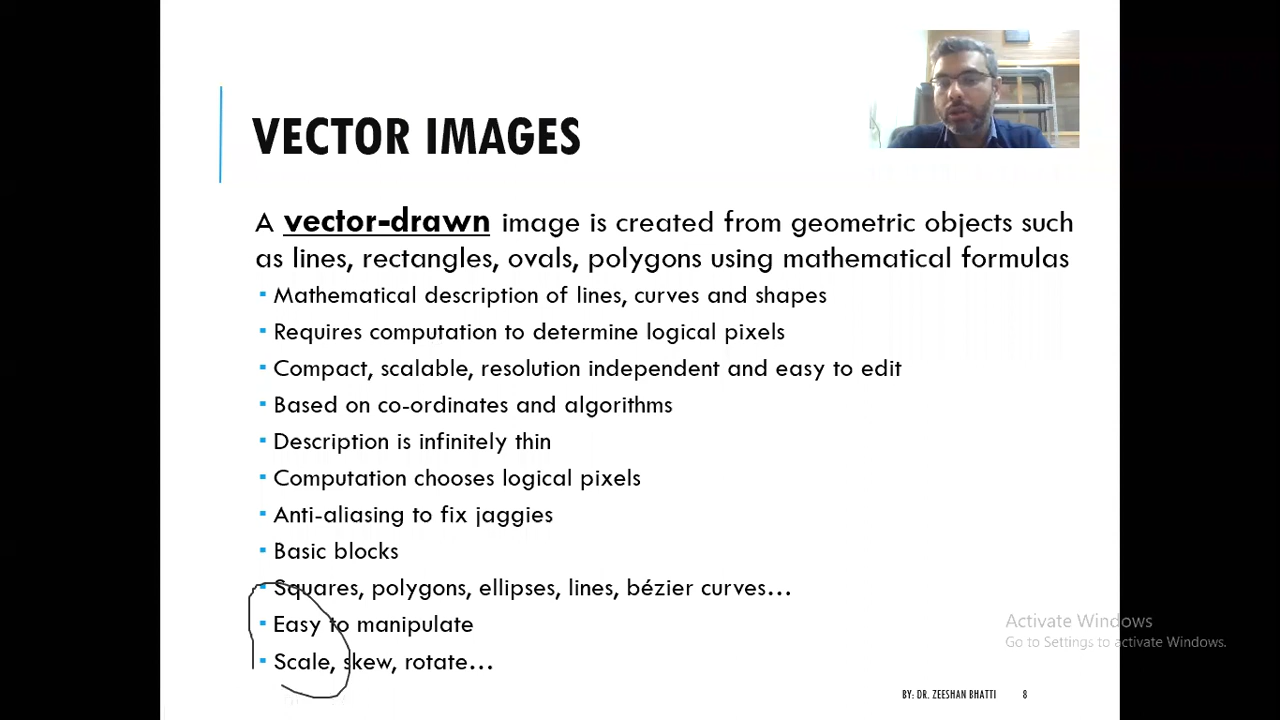 VECTOR IMAGES
A vector-drawn image is created from geometric objects such
as lines, rectangles, ovals, polygons using mathematical formulas
▪ Mathematical description of lines, curves and shapes
▪ Requires computation to determine logical pixels
▪ Compact, scalable, resolution independent and easy to edit
▪ Based on co-ordinates and algorithms
▪ Description is infinitely thin
▪ Computation chooses logical pixels
▪ Anti-aliasing to fix jaggies
▪ Basic blocks
▪ Squares, polygons, ellipses, lines, bézier curves…
▪ Easy to manipulate
▪ Scale, skew, rotate…
Activate Windows
Go to Settings to activate Windows.
BY: DR. ZEESHAN BHATTI 8